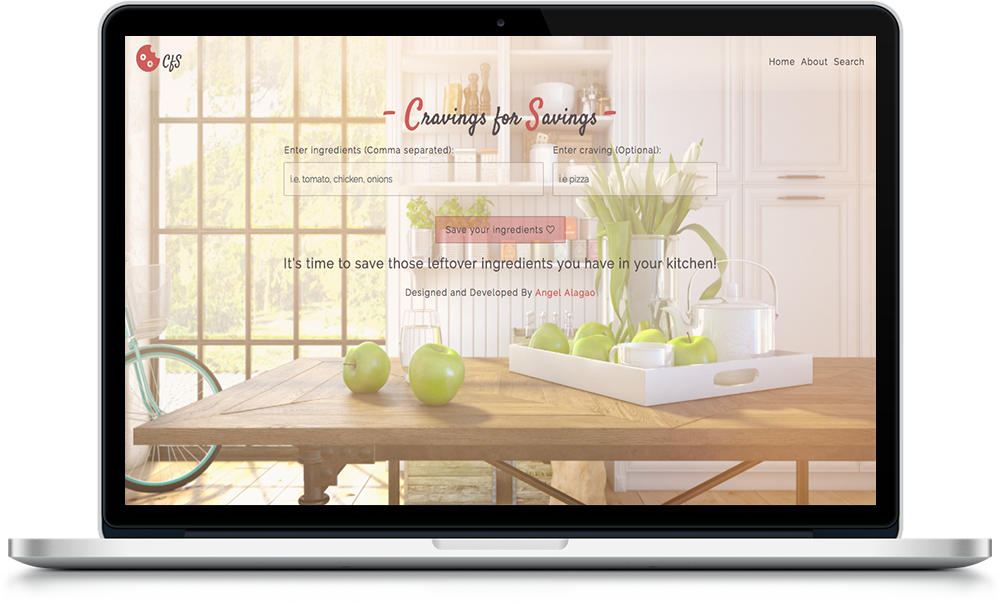 CfS
Home About Search
- Cravings for Savings -
Enter ingredients (Comma separated): Enter craving (Optional):
i.e. tomato, chicken, onions i.e pizza
Save your ingredients ♡
It's time to save those leftover ingredients you have in your kitchen!
Designed and Developed By Angel Alagao